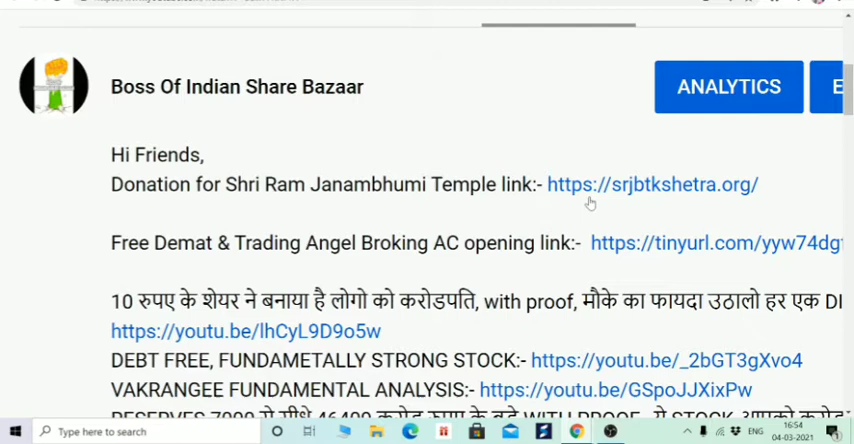 Boss Of Indian Share Bazaar
ANALYTICS
Hi Friends,
Donation for Shri Ram Janambhumi Temple link:- https://srjbtkshetra.org/
Free Demat & Trading Angel Broking AC opening link:- https://tinyurl.com/yyw74dgf
10 रुपए के शेयर ने बनाया है लोगो को करोडपति, with proof, मौके का फायदा उठालो हर एक DI
https://youtu.be/lhCyL9D9o5w
DEBT FREE, FUNDAMETALLY STRONG STOCK:- https://youtu.be/_2bGT3gXvo4
VAKRANGEE FUNDAMENTAL ANALYSIS:- https://youtu.be/GSpoJJXixPw
Type here to search
ENG
16:54
04-03-2021